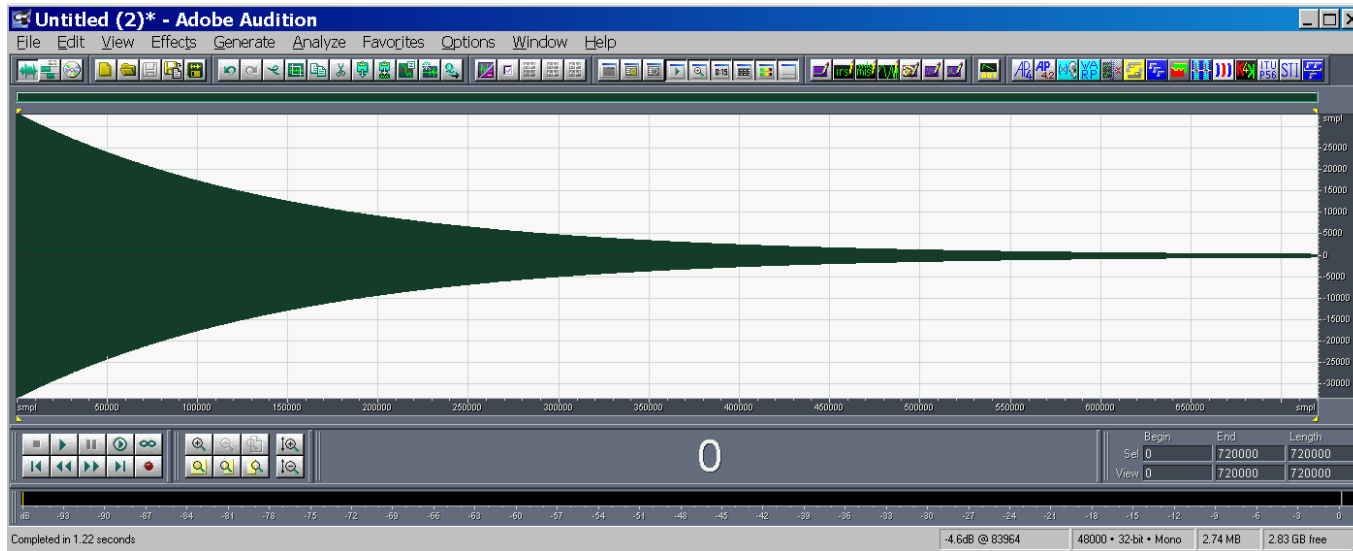 Untitled (2)* - Adobe Audition
File Edit View Effects Generate Analyze Favorites Options Window Help
smpl
25000
20000
15000
10000
5000
0
-5000
-10000
-15000
-20000
-25000
-30000
smpl 50000 100000 150000 200000 250000 300000 350000 400000 450000 500000 550000 600000 650000 smpl
0
Begin End Length
Sel 0 720000 720000
View 0 720000 720000
dB -93 -90 -87 -84 -81 -78 -75 -72 -69 -66 -63 -60 -57 -54 -51 -48 -45 -42 -39 -36 -33 -30 -27 -24 -21 -18 -15 -12 -9 -6 -3 0
Completed in 1.22 seconds -4.6dB @ 83964 48000 • 32-bit • Mono 2.74 MB 2.83 GB free